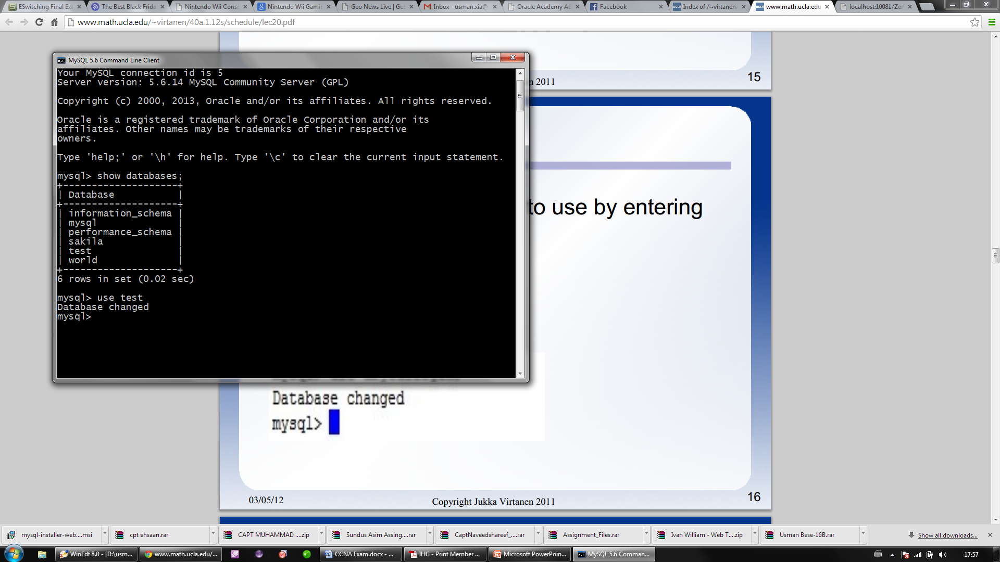 ESwitching Final Exa
The Best Black Frida
Nintendo Wii Consc
Nintendo Wii Gamin
Geo News Live | Geo
Inbox - usman.xia@
Oracle Academy Ad
Facebook
Index of /~virtanen/
www.math.ucla.edu
localhost:10081/Zer
www.math.ucla.edu/~virtanen/40a.1.12s/schedule/lec20.pdf
n 2011
15
MySQL 5.6 Command Line Client
Your MySQL connection id is 5
Server version: 5.6.14 MySQL Community Server (GPL)
Copyright (c) 2000, 2013, Oracle and/or its affiliates. All rights reserved.
Oracle is a registered trademark of Oracle Corporation and/or its
affiliates. Other names may be trademarks of their respective
owners.
Type 'help;' or '\h' for help. Type '\c' to clear the current input statement.
mysql> show databases;
+--------------------+
| Database           |
+--------------------+
| information_schema |
| mysql              |
| performance_schema |
| sakila             |
| test               |
| world              |
+--------------------+
6 rows in set (0.02 sec)
mysql> use test
Database changed
mysql>
to use by entering
Database changed
mysql>
03/05/12
Copyright Jukka Virtanen 2011
16
mysql-installer-web....msi
cpt ehsaan.rar
CAPT MUHAMMAD ....zip
Sundus Asim Assing....rar
CaptNaveedshareef_....rar
Assignment_Files.rar
Ivan William - Web T....zip
Usman Bese-16B.rar
Show all downloads...
WinEdt 8.0 - [D:\usm...
www.math.ucla.edu/...
CCNA Exam.docx - ...
IHG - Print Member ...
Microsoft PowerPoin...
MySQL 5.6 Comman...
17:57